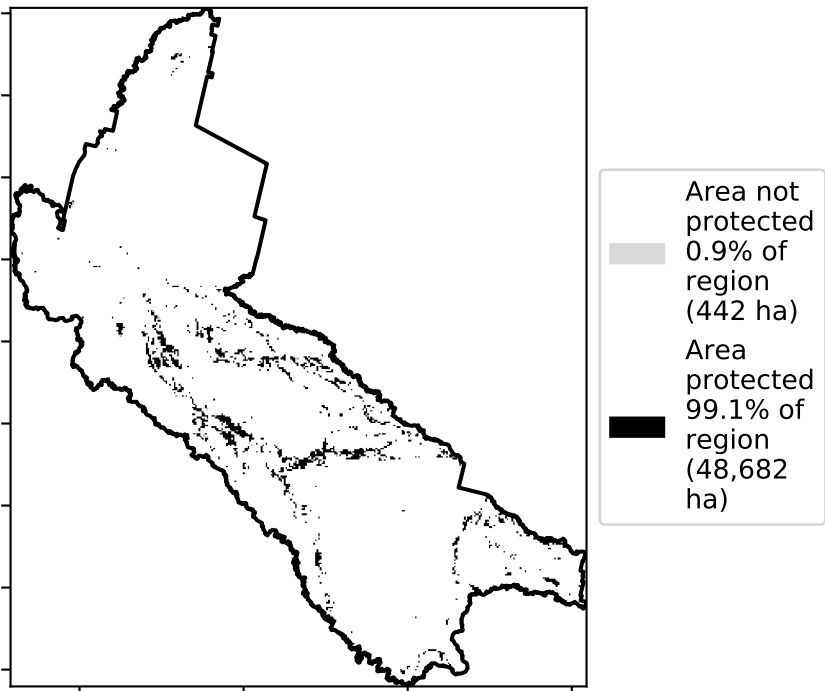 Area not
protected
0.9% of
region
(442 ha)
Area
protected
99.1% of
region
(48,682
ha)